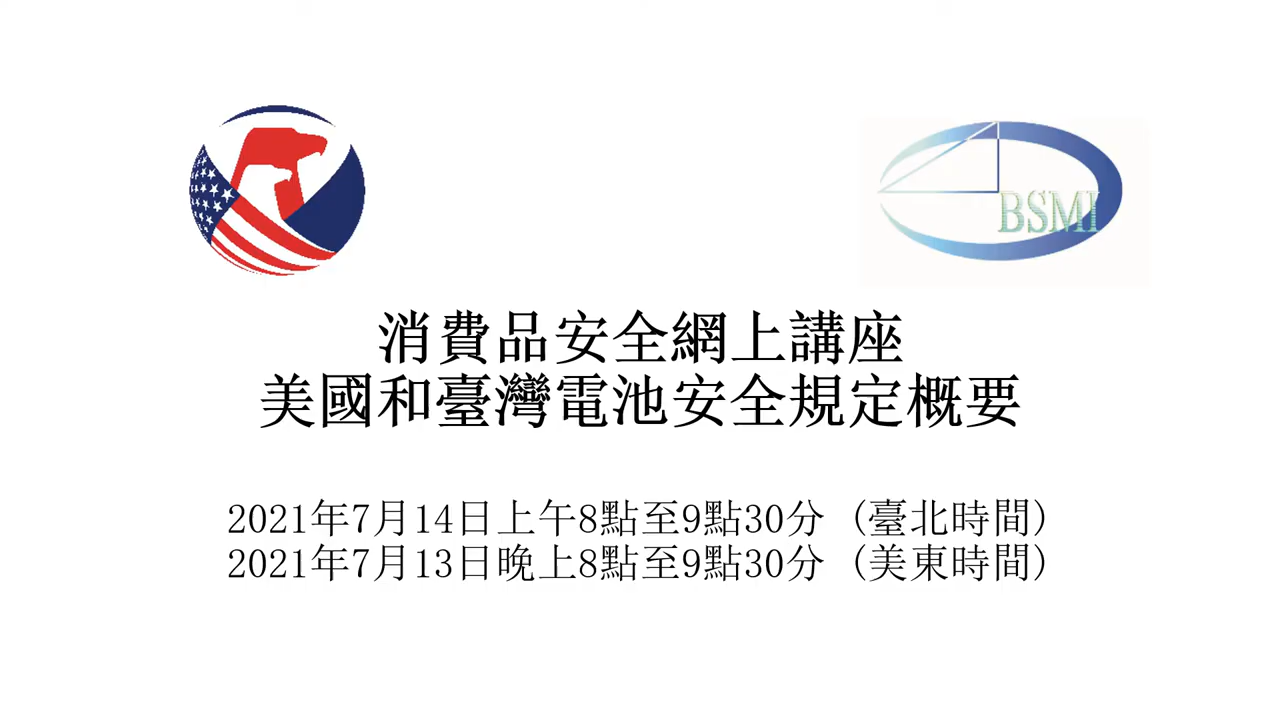 BSMI
消費品安全網上講座
美國和臺灣電池安全規定概要
2021年7月14日上午8點至9點30分 (臺北時間)
2021年7月13日晚上8點至9點30分 (美東時間)